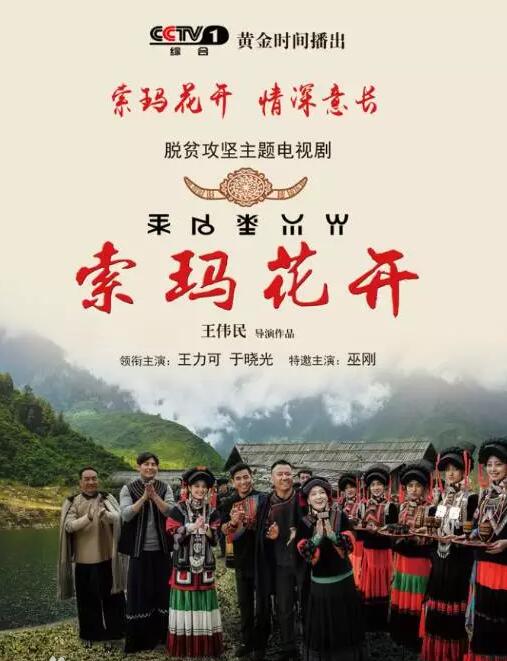 CCTV 1 黄金时间播出
综合
索玛花开 情深意长
脱贫攻坚主题电视剧
索玛花开
王伟民 导演作品
领衔主演：王力可 于晓光 特邀主演：巫刚